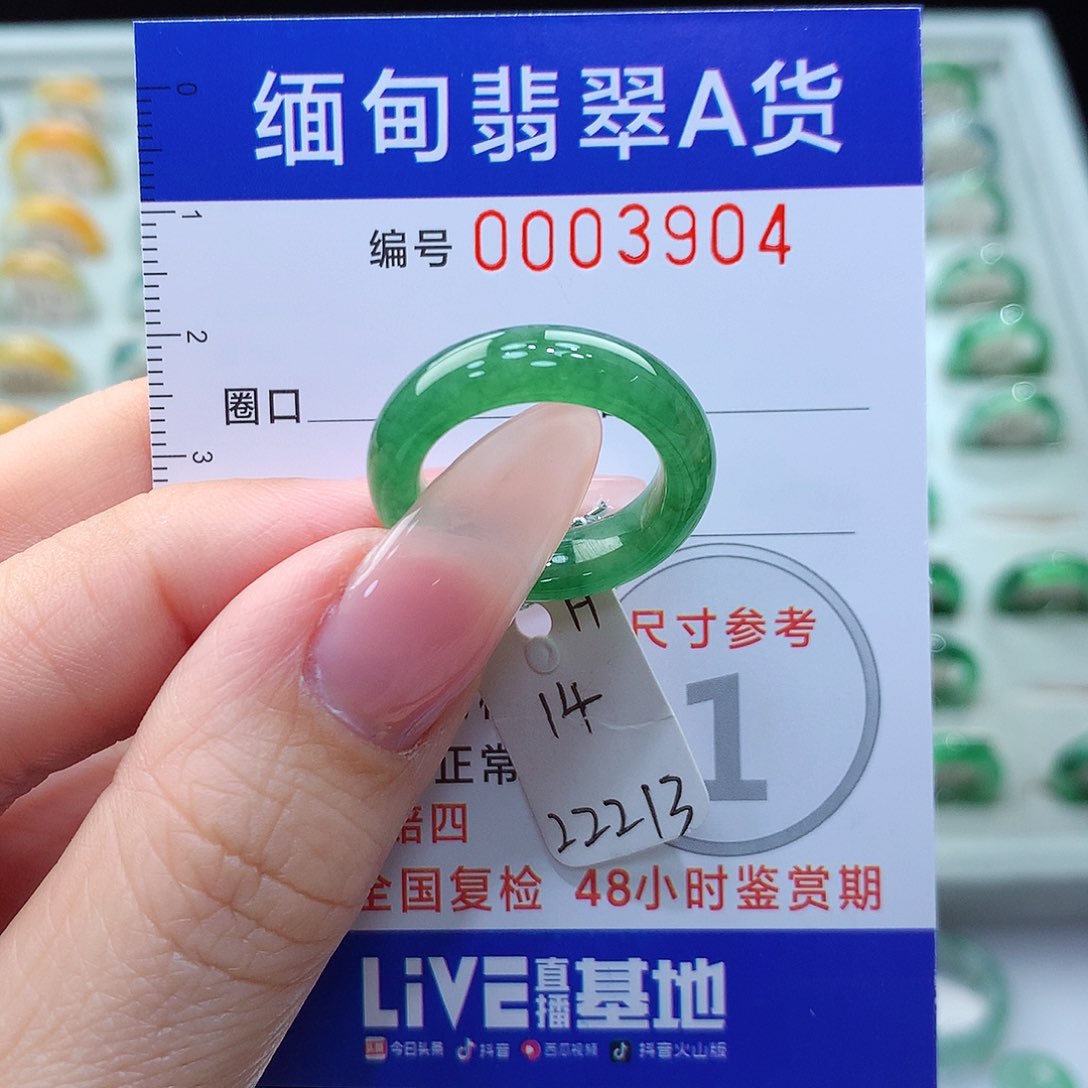 缅甸翡翠A货
0
1
2
3
编号 0003904
圈口
尺寸参考
1
H
14
22213
正常
赔四
全国复检 48小时鉴赏期
LiVE直播基地
今日头条 抖音 西瓜视频 抖音火山版